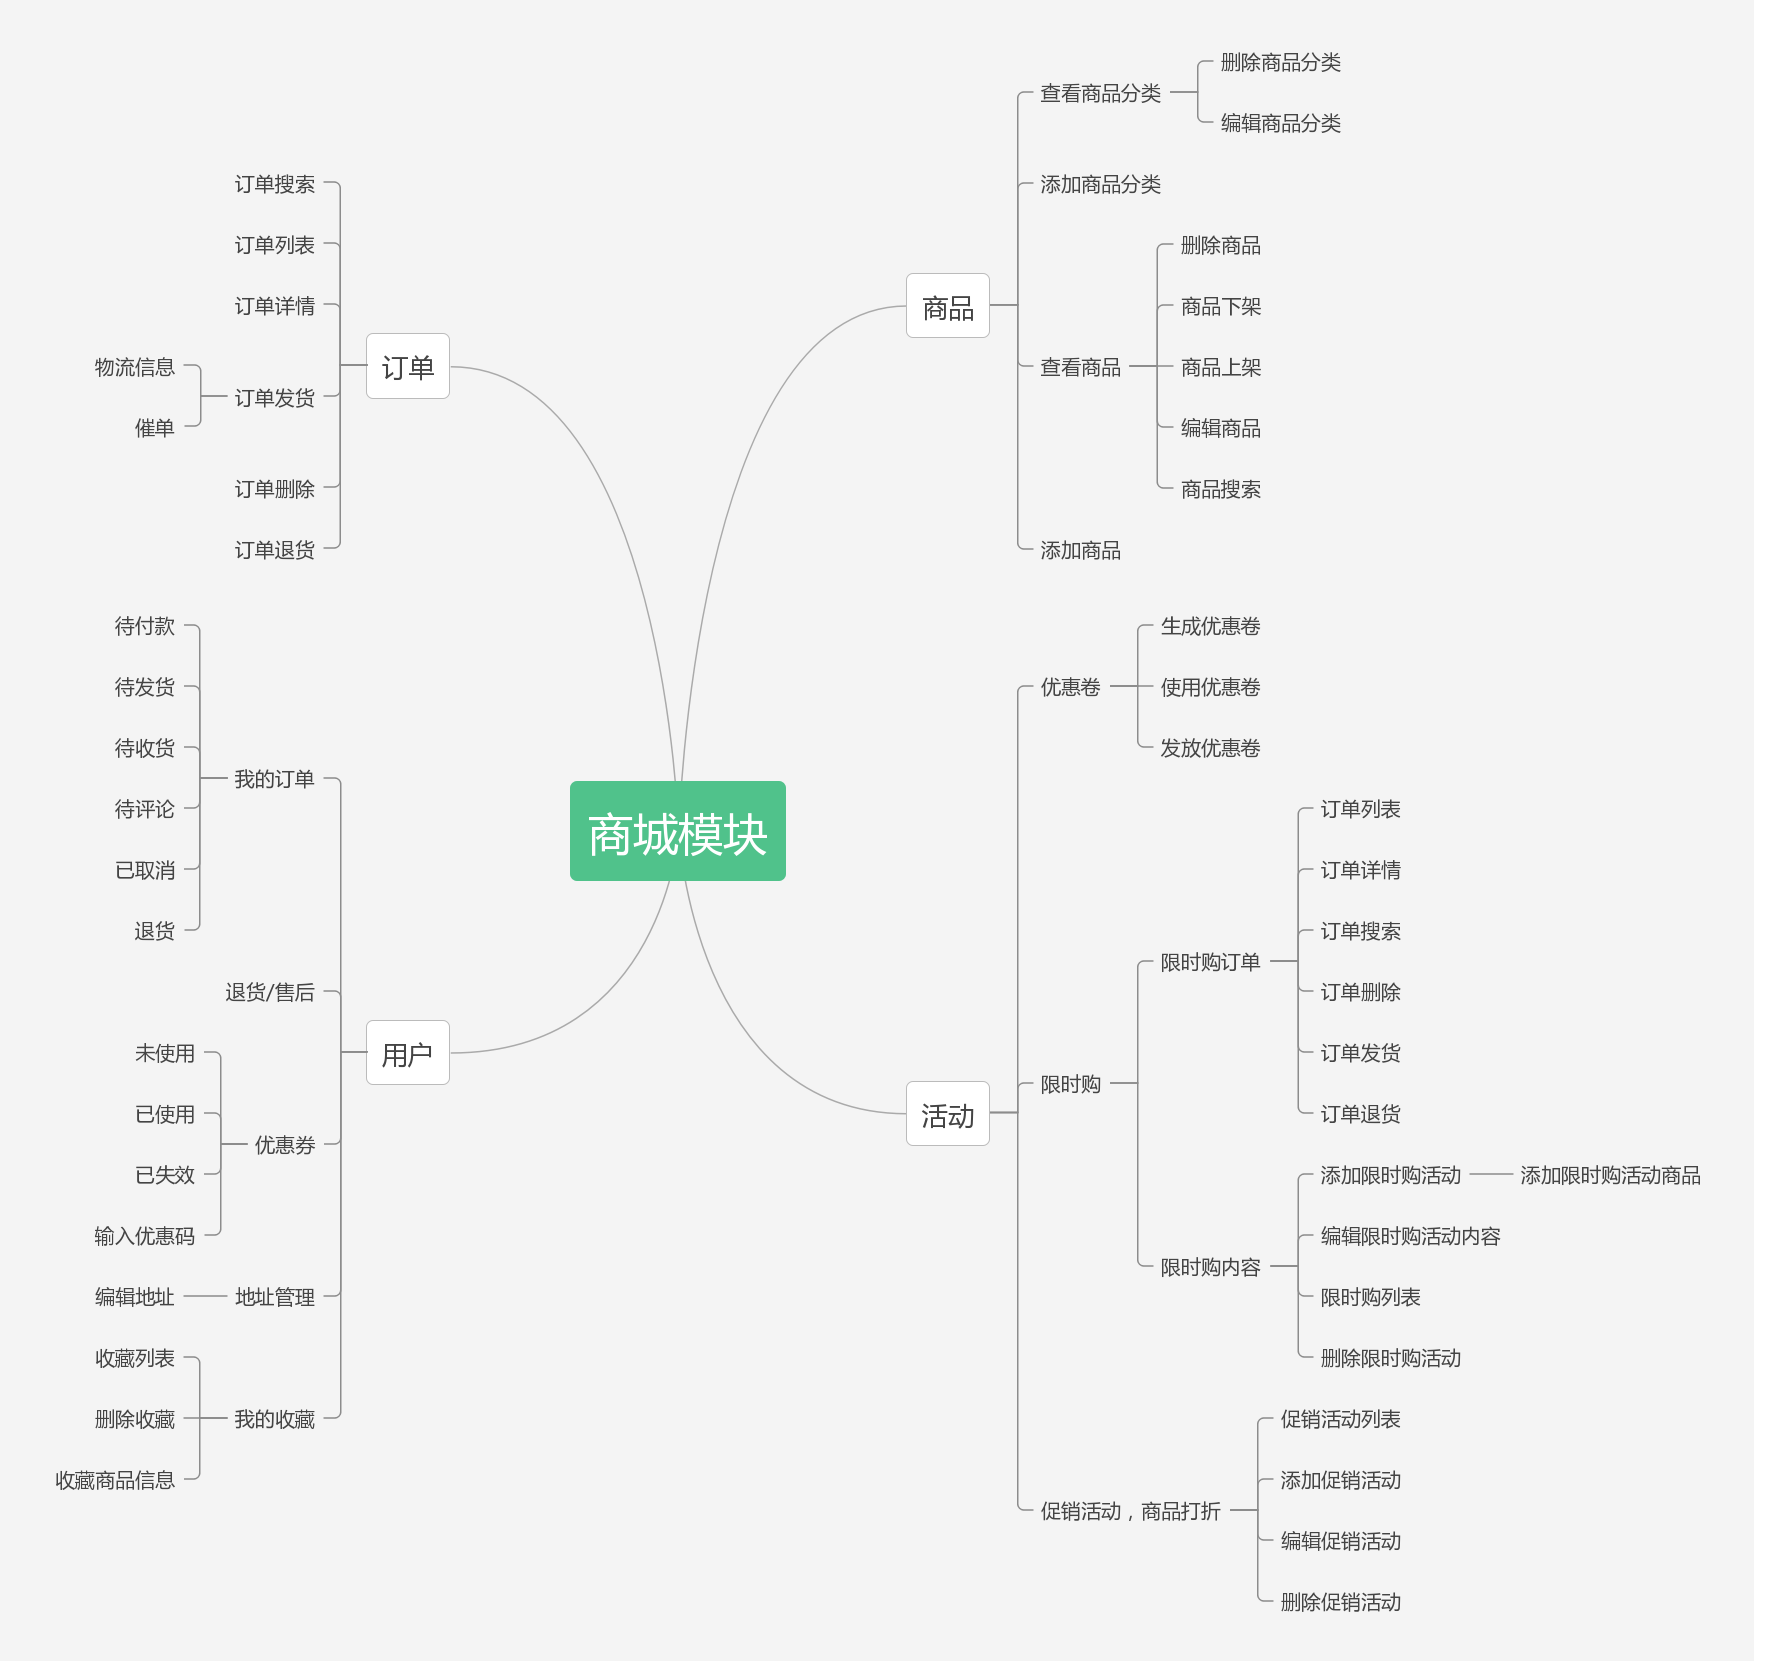 商城模块
商品
查看商品分类
删除商品分类
编辑商品分类
添加商品分类
查看商品
删除商品
商品下架
商品上架
编辑商品
商品搜索
添加商品
活动
优惠卷
生成优惠卷
使用优惠卷
发放优惠卷
限时购
限时购订单
订单列表
订单详情
订单搜索
订单删除
订单发货
订单退货
限时购内容
添加限时购活动
添加限时购活动商品
编辑限时购活动内容
限时购列表
删除限时购活动
促销活动，商品打折
促销活动列表
添加促销活动
编辑促销活动
删除促销活动
订单
订单搜索
订单列表
订单详情
订单发货
物流信息
催单
订单删除
订单退货
用户
我的订单
待付款
待发货
待收货
待评论
已取消
退货
退货/售后
优惠券
未使用
已使用
已失效
输入优惠码
地址管理
编辑地址
我的收藏
收藏列表
删除收藏
收藏商品信息